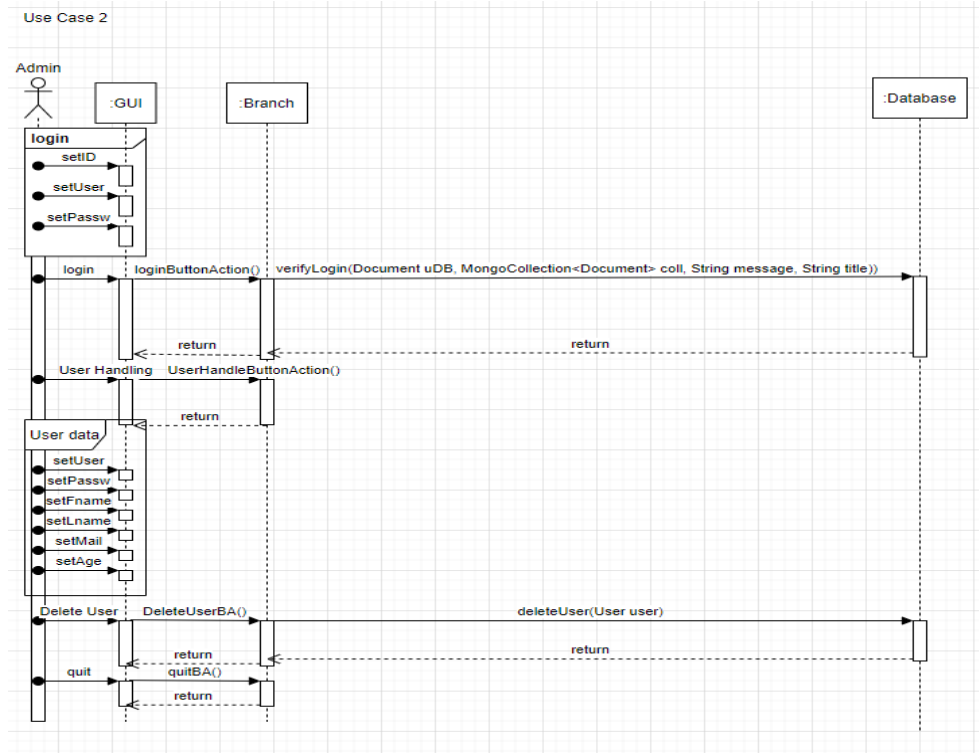 Use Case 2
Admin
:GUI
:Branch
:Database
login
setID
setUser
setPassw
login
loginButtonAction()
verifyLogin(Document uDB, MongoCollection<Document> coll, String message, String title))
return
return
User Handling
UserHandleButtonAction()
return
User data
setUser
setPassw
setFname
setLname
setMail
setAge
Delete User
DeleteUserBA()
deleteUser(User user)
return
return
quit
quitBA()
return